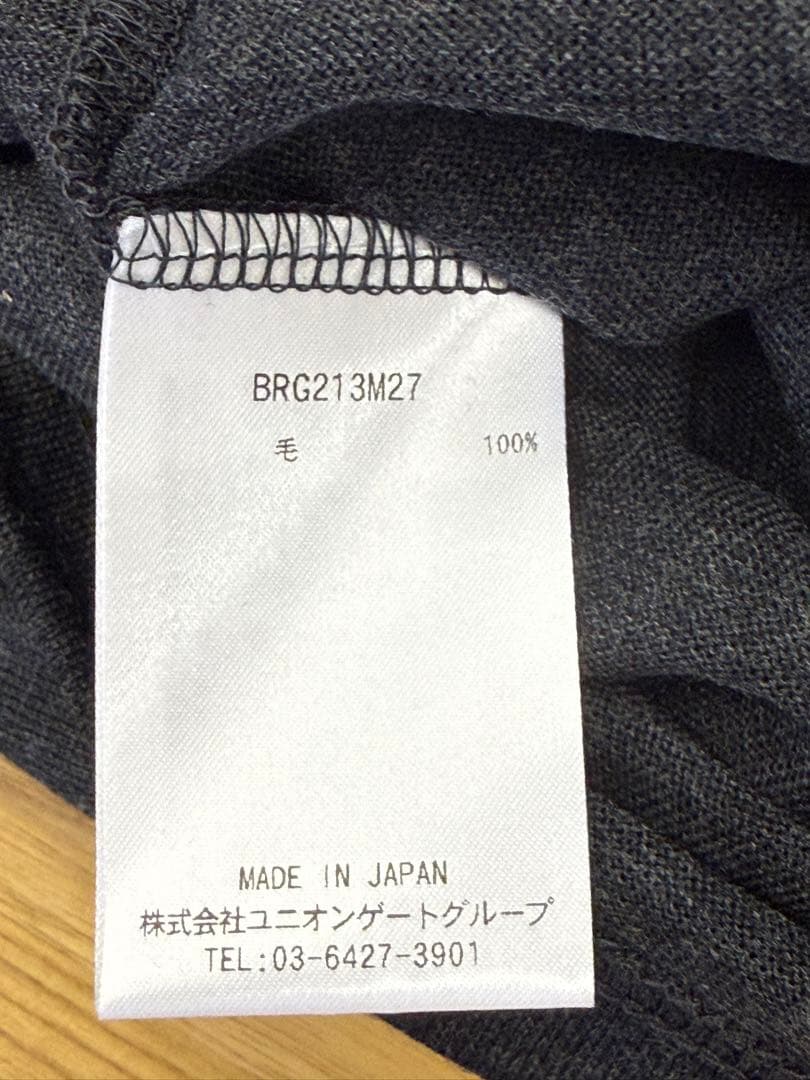 BRG213M27
毛 100%
MADE IN JAPAN
株式会社ユニオンゲートグループ
TEL:03-6427-3901